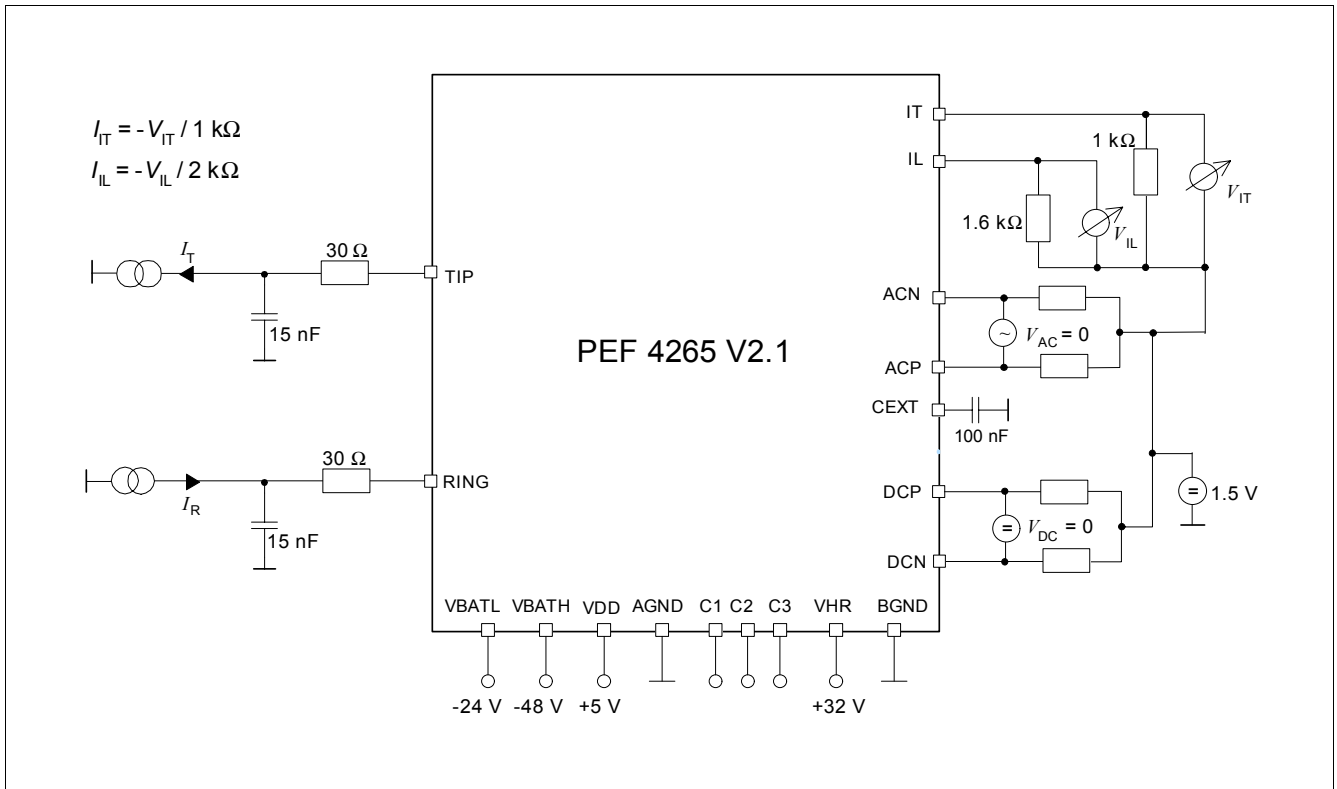 I_IT = -V_IT / 1 kΩ
I_IL = -V_IL / 2 kΩ
I_T
30 Ω
15 nF
TIP
I_R
30 Ω
15 nF
RING
PEF 4265 V2.1
IT
IL
1 kΩ
V_IT
1.6 kΩ
V_IL
ACN
~
V_AC = 0
ACP
CEXT
100 nF
DCP
=
V_DC = 0
DCN
=
1.5 V
VBATL VBATH VDD AGND C1 C2 C3 VHR BGND
-24 V -48 V +5 V +32 V